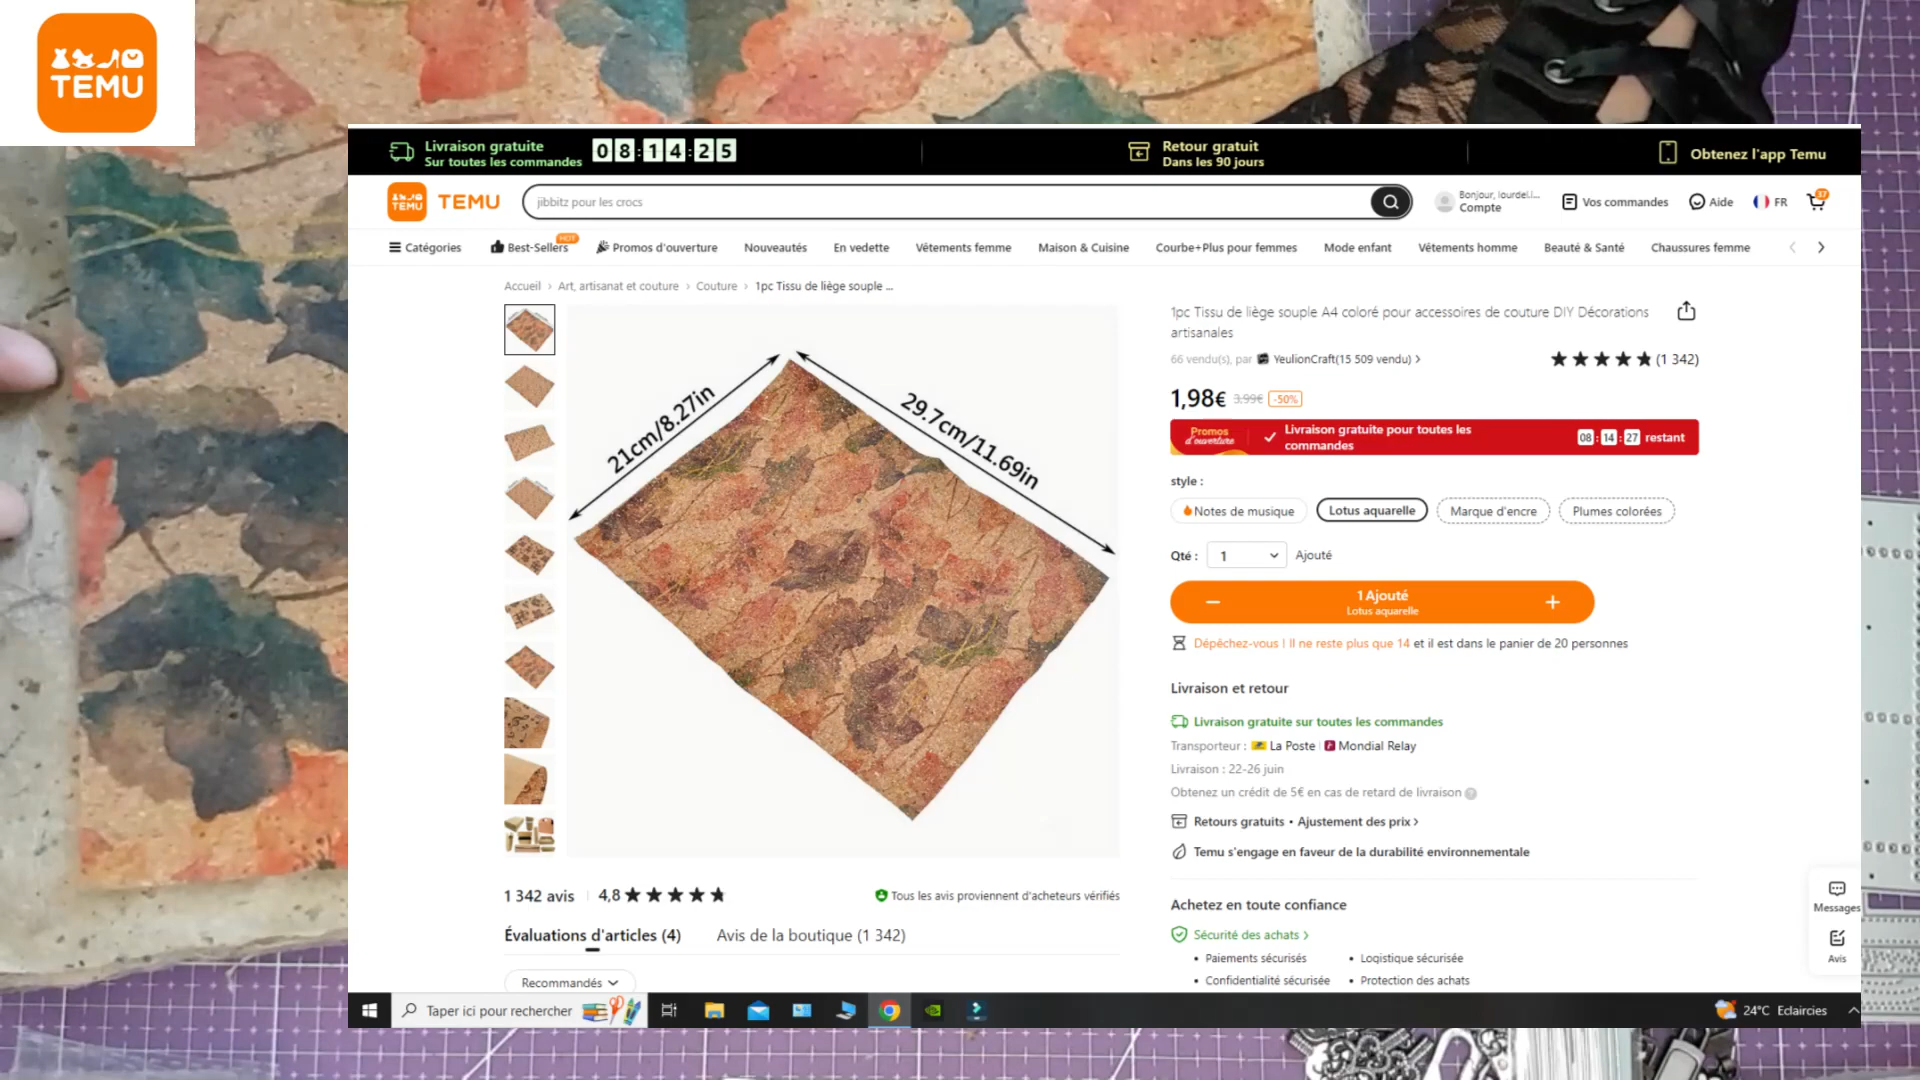 TEMU
Livraison gratuite
Sur toutes les commandes
08:14:25
Retour gratuit
Dans les 90 jours
Obtenez l'app Temu
TEMU
TEMU
jibbitz pour les crocs
Bonjour, lourdel.l...
Compte
Vos commandes
Aide
FR
37
Catégories
Best-Sellers
HOT
Promos d'ouverture
Nouveautés
En vedette
Vêtements femme
Maison & Cuisine
Courbe+Plus pour femmes
Mode enfant
Vêtements homme
Beauté & Santé
Chaussures femme
Accueil › Art, artisanat et couture › Couture › 1pc Tissu de liège souple ...
21cm/8.27in
29.7cm/11.69in
1pc Tissu de liège souple A4 coloré pour accessoires de couture DIY Décorations
artisanales
66 vendu(s), par YeulionCraft(15 509 vendu) ›
(1 342)
1,98€ 3,99€ -50%
Promos
d'ouverture
Livraison gratuite pour toutes les
commandes
08:14:27 restant
style :
Notes de musique
Lotus aquarelle
Marque d'encre
Plumes colorées
Qté : 1 Ajouté
− 1 Ajouté +
Lotus aquarelle
Dépêchez-vous ! Il ne reste plus que 14 et il est dans le panier de 20 personnes
Livraison et retour
Livraison gratuite sur toutes les commandes
Transporteur : La Poste Mondial Relay
Livraison : 22-26 juin
Obtenez un crédit de 5€ en cas de retard de livraison ?
Retours gratuits • Ajustement des prix ›
Temu s'engage en faveur de la durabilité environnementale
Achetez en toute confiance
Sécurité des achats ›
• Paiements sécurisés
• Logistique sécurisée
• Confidentialité sécurisée
• Protection des achats
1 342 avis 4,8
Tous les avis proviennent d'acheteurs vérifiés
Évaluations d'articles (4)
Avis de la boutique (1 342)
Recommandés
Messages
Avis
Taper ici pour rechercher
24°C Eclaircies